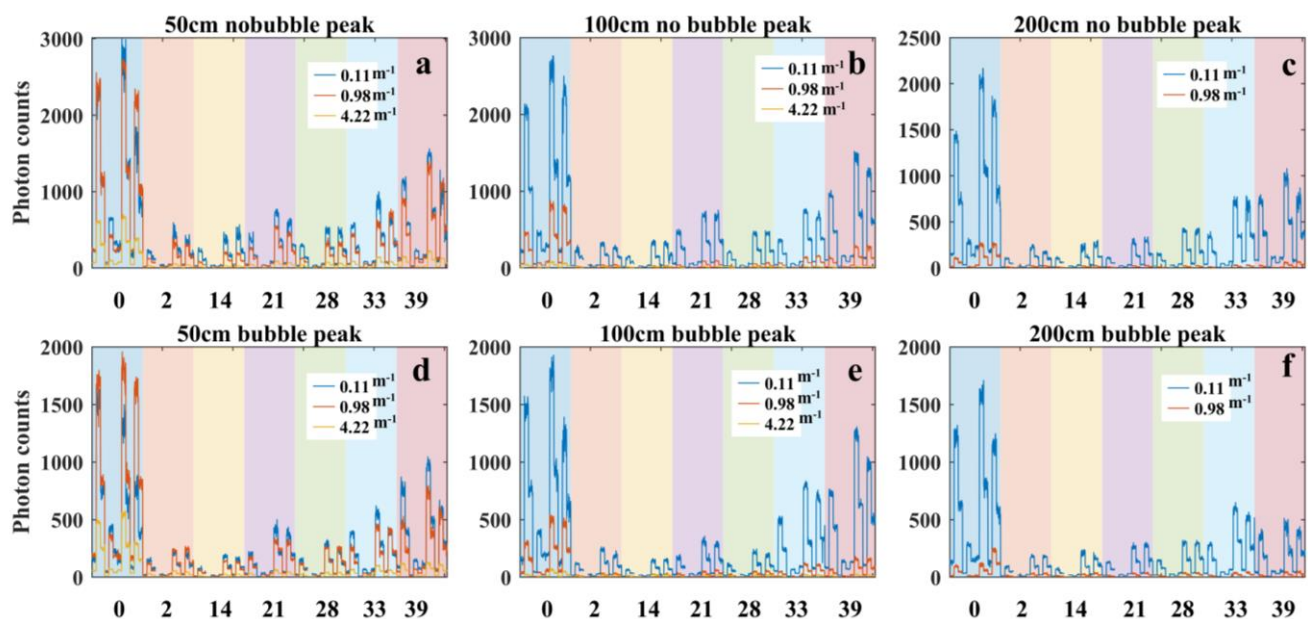 50cm nobubble peak
3000
2000
1000
0
Photon counts
a
0.11 m⁻¹
0.98 m⁻¹
4.22 m⁻¹
0 2 14 21 28 33 39
100cm no bubble peak
3000
2000
1000
0
b
0.11 m⁻¹
0.98 m⁻¹
4.22 m⁻¹
0 2 14 21 28 33 39
200cm no bubble peak
2500
2000
1500
1000
500
0
c
0.11 m⁻¹
0.98 m⁻¹
0 2 14 21 28 33 39
50cm bubble peak
2000
1500
1000
500
0
Photon counts
d
0.11 m⁻¹
0.98 m⁻¹
4.22 m⁻¹
0 2 14 21 28 33 39
100cm bubble peak
2000
1500
1000
500
0
e
0.11 m⁻¹
0.98 m⁻¹
4.22 m⁻¹
0 2 14 21 28 33 39
200cm bubble peak
2000
1500
1000
500
0
f
0.11 m⁻¹
0.98 m⁻¹
0 2 14 21 28 33 39